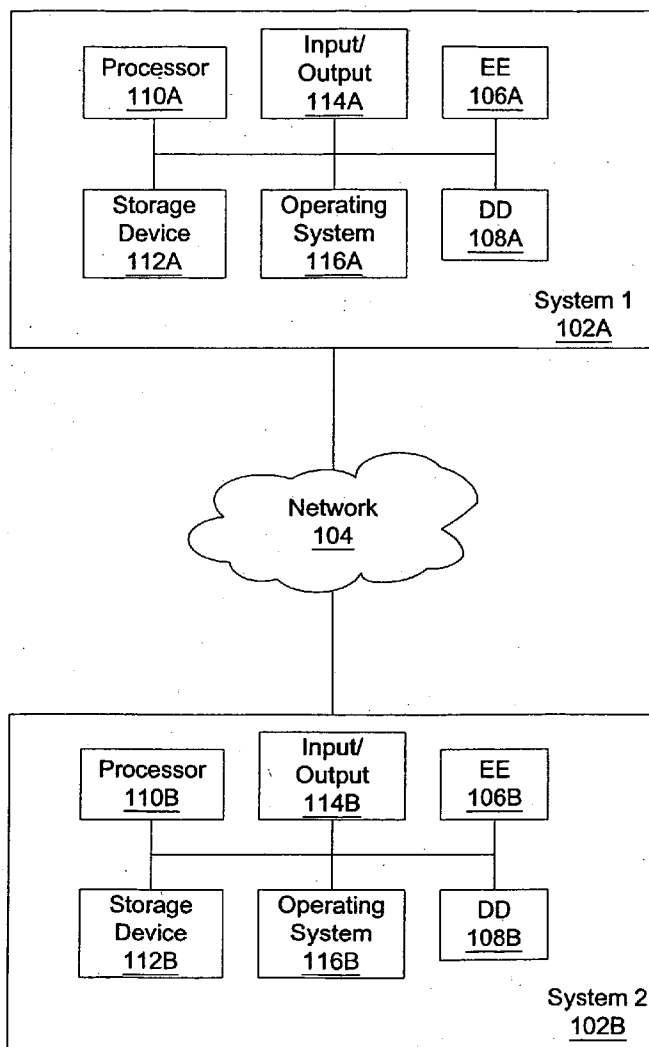 Processor
110A
Input/
Output
114A
EE
106A
Storage
Device
112A
Operating
System
116A
DD
108A
System 1
102A
Network
104
Processor
110B
Input/
Output
114B
EE
106B
Storage
Device
112B
Operating
System
116B
DD
108B
System 2
102B